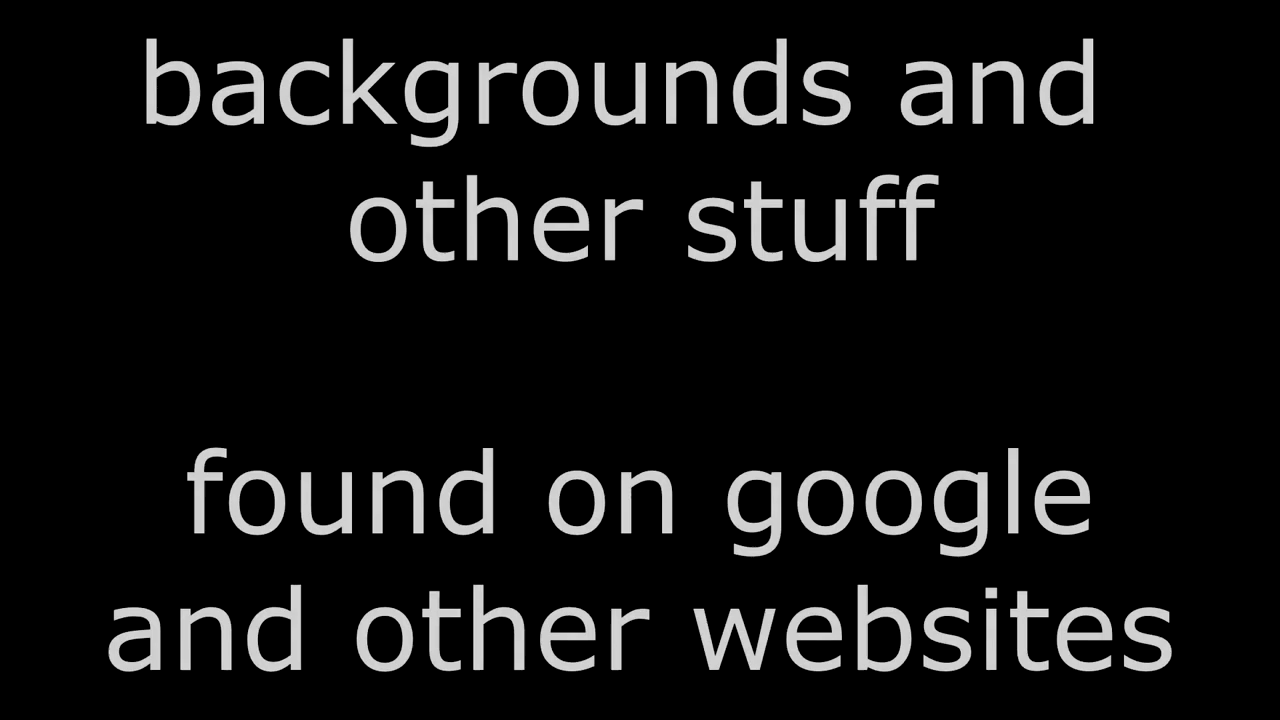 backgrounds and
other stuff
found on google
and other websites